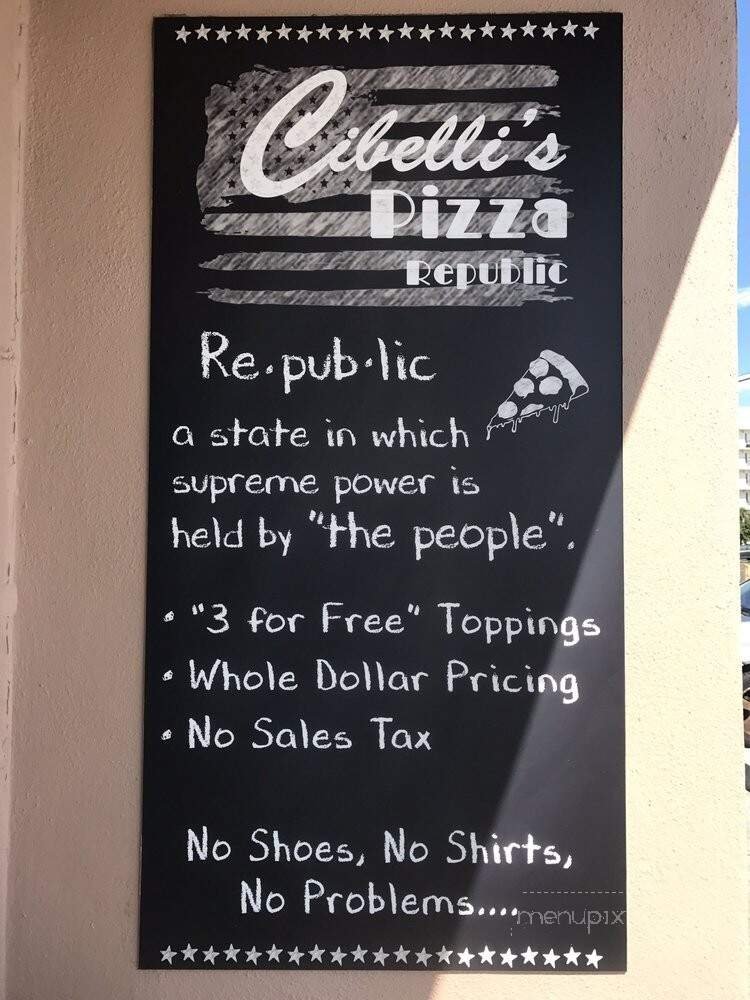 Cibelli's
Pizza
Republic
Re•pub•lic
a state in which
supreme power is
held by "the people".
• "3 for Free" Toppings
• Whole Dollar Pricing
• No Sales Tax
No Shoes, No Shirts,
No Problems....
menupix